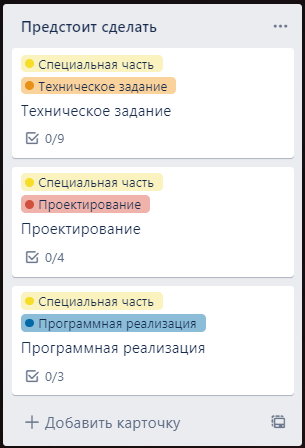 Предстоит сделать
Специальная часть
Техническое задание
Техническое задание
0/9
Специальная часть
Проектирование
Проектирование
0/4
Специальная часть
Программная реализация
Программная реализация
0/3
Добавить карточку